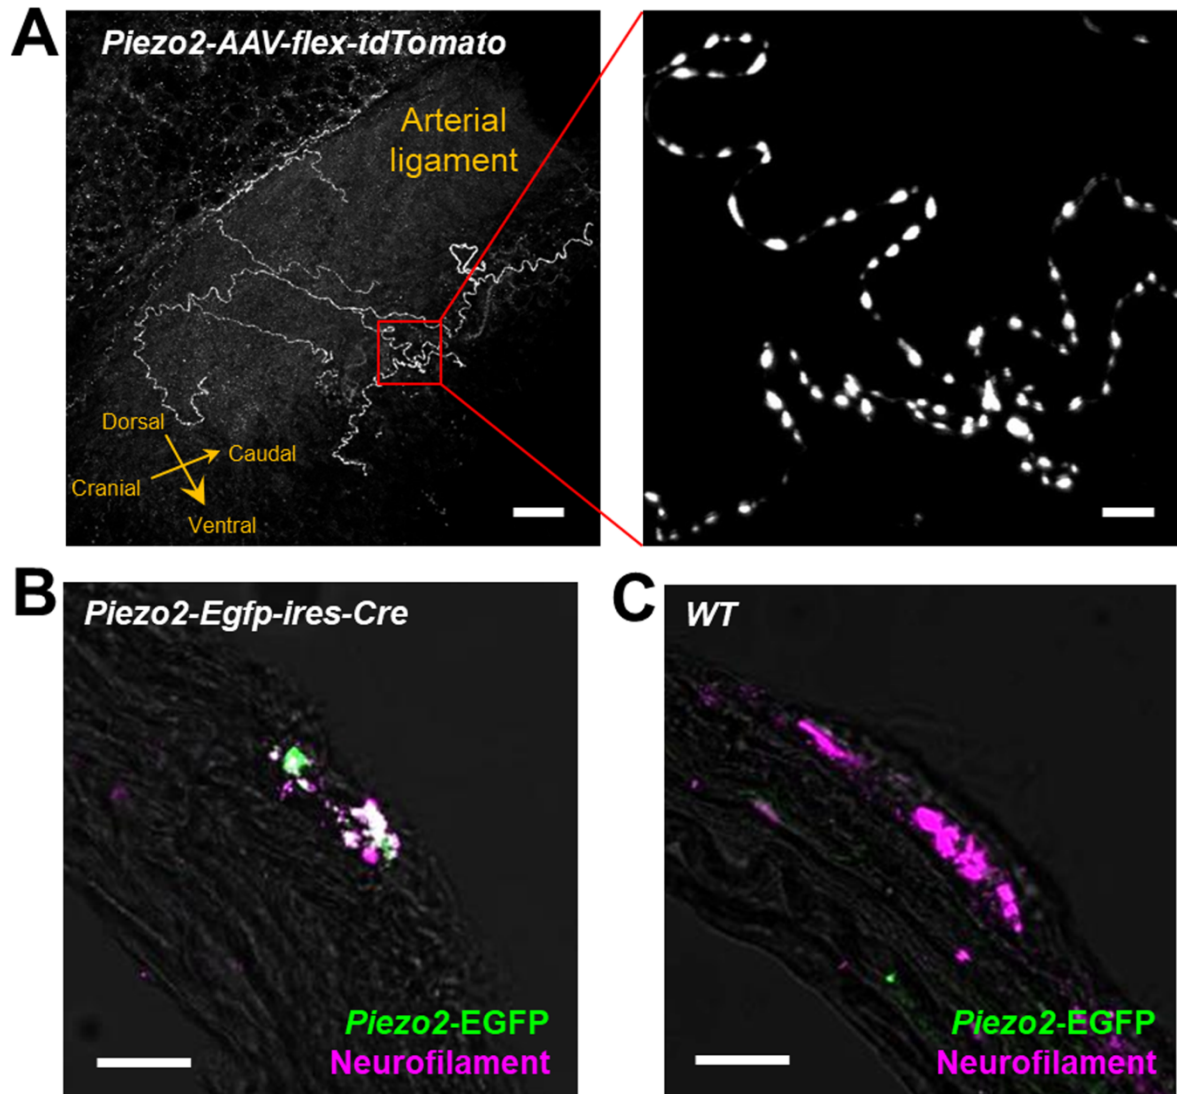 A
Piezo2-AAV-flex-tdTomato
Arterial
ligament
Dorsal
Caudal
Cranial
Ventral
B
Piezo2-Egfp-ires-Cre
Piezo2-EGFP
Neurofilament
C
WT
Piezo2-EGFP
Neurofilament